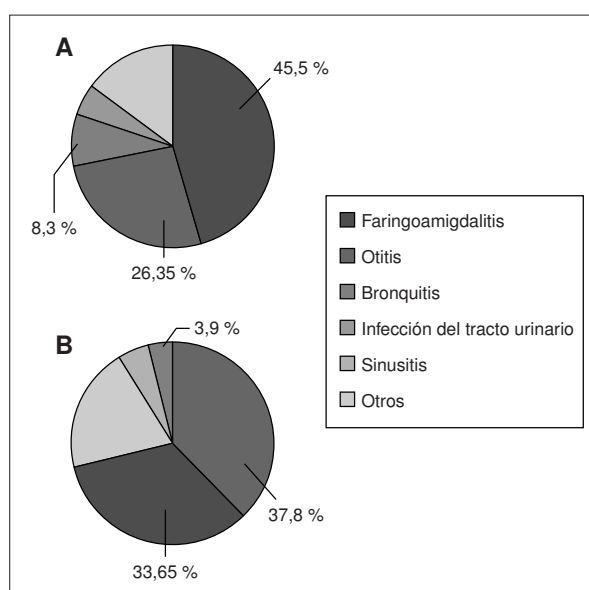 A
45,5 %
8,3 %
26,35 %
Faringoamigdalitis
Otitis
Bronquitis
Infección del tracto urinario
Sinusitis
Otros
B
3,9 %
37,8 %
33,65 %